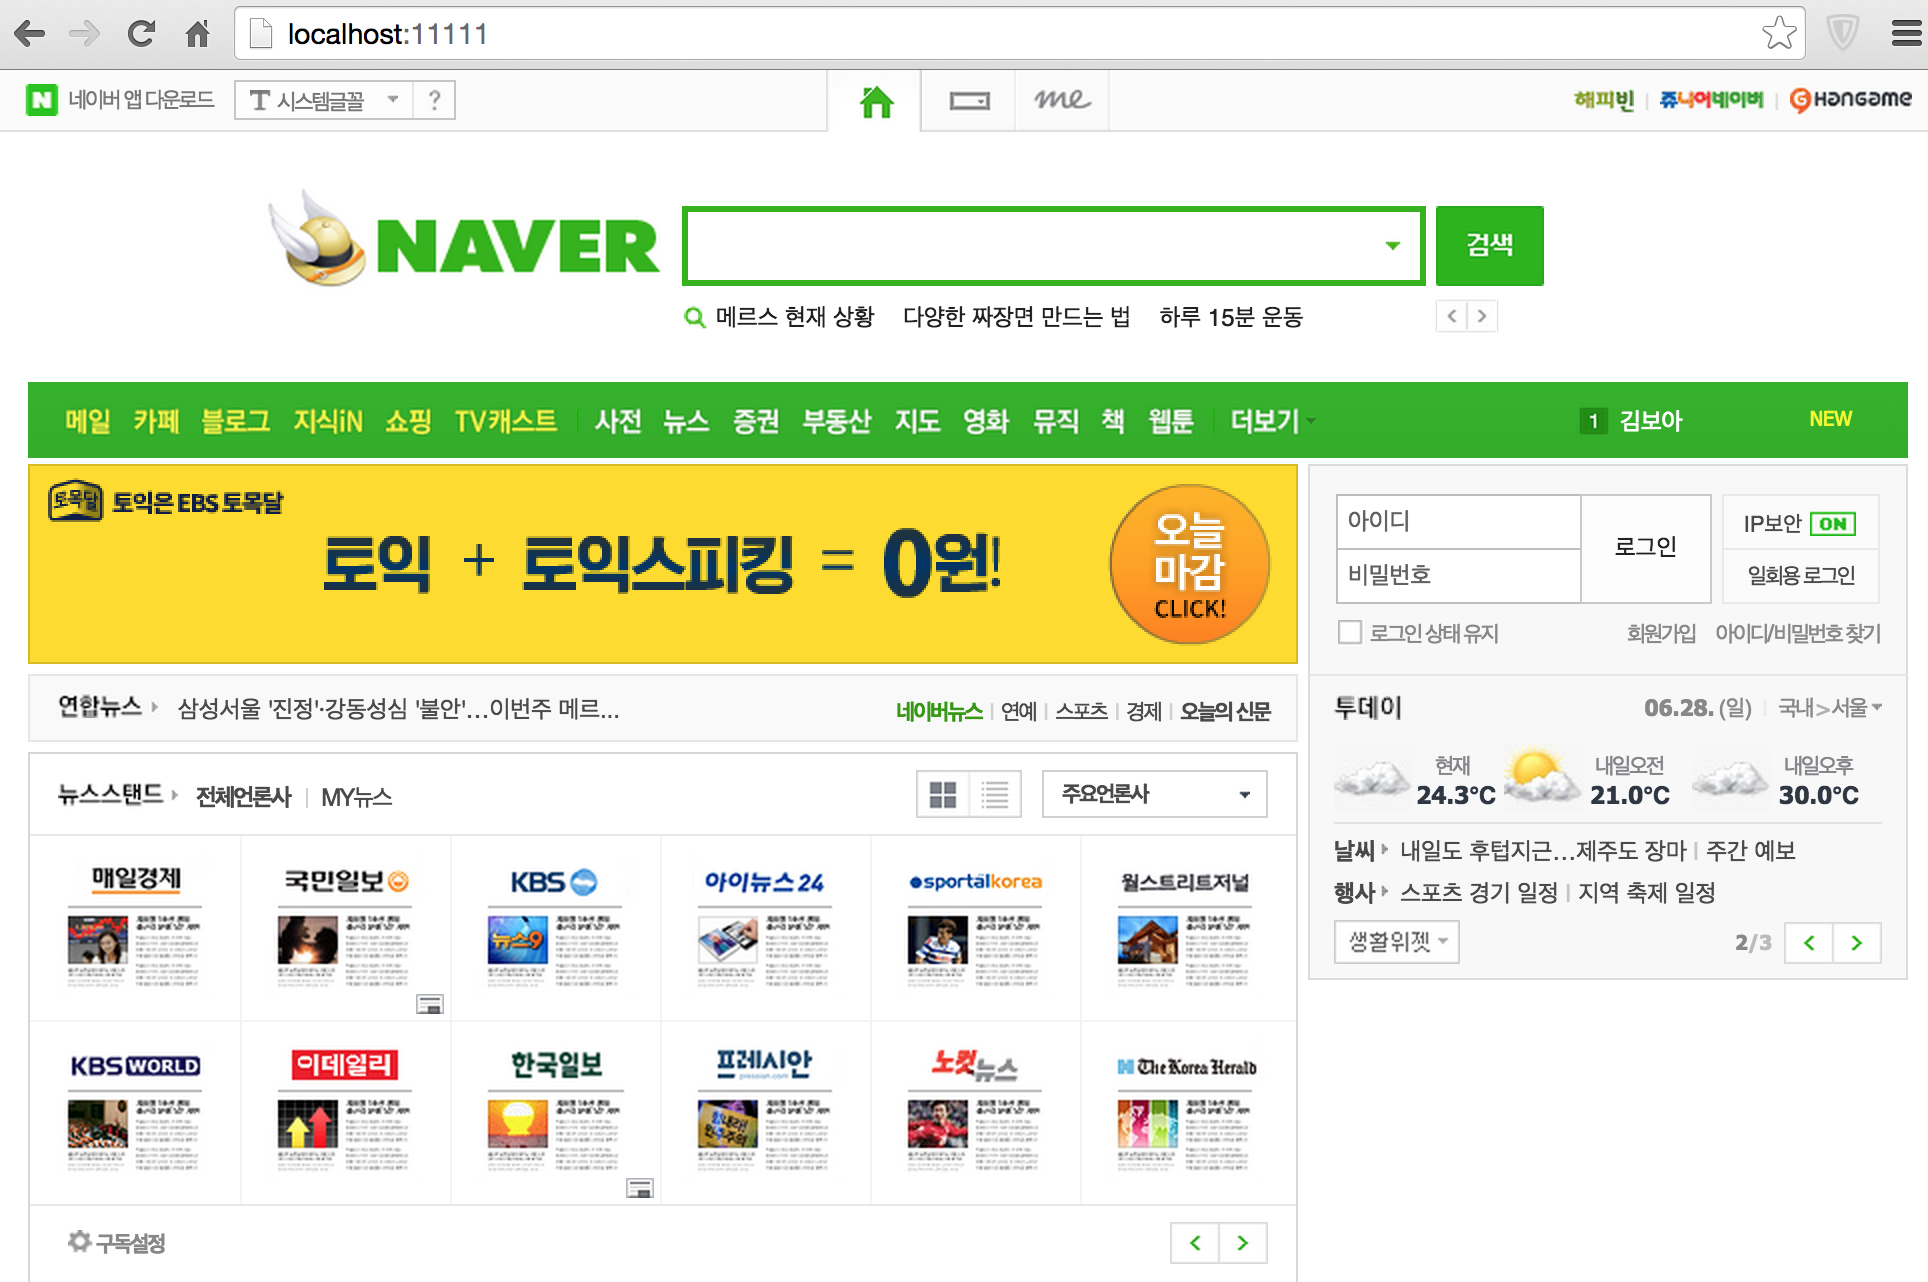 localhost:11111
네이버 앱 다운로드
T 시스템글꼴
?
me
해피빈 | 쥬니어네이버 | Hangame
NAVER
검색
메르스 현재 상황 다양한 짜장면 만드는 법 하루 15분 운동
메일 카페 블로그 지식iN 쇼핑 TV캐스트 사전 뉴스 증권 부동산 지도 영화 뮤직 책 웹툰 더보기
1 김보아 NEW
토목달 토익은 EBS 토목달
토익 + 토익스피킹 = 0원!
오늘
마감
CLICK!
아이디
비밀번호
로그인
IP보안 ON
일회용 로그인
로그인 상태 유지
회원가입 아이디/비밀번호 찾기
연합뉴스 삼성서울 '진정'·강동성심 '불안'...이번주 메르...
네이버뉴스 | 연예 | 스포츠 | 경제 | 오늘의 신문
투데이 06.28. (일) | 국내>서울
현재 24.3°C
내일오전 21.0°C
내일오후 30.0°C
날씨 내일도 후텁지근...제주도 장마 | 주간 예보
행사 스포츠 경기 일정 | 지역 축제 일정
생활위젯
2/3
뉴스스탠드 전체언론사 | MY뉴스
주요언론사
매일경제 국민일보 KBS 아이뉴스24 sportalkorea 월스트리트저널
뉴스9
KBS WORLD 이데일리 한국일보 프레시안 노컷뉴스 The Korea Herald
pressian.com
구독설정